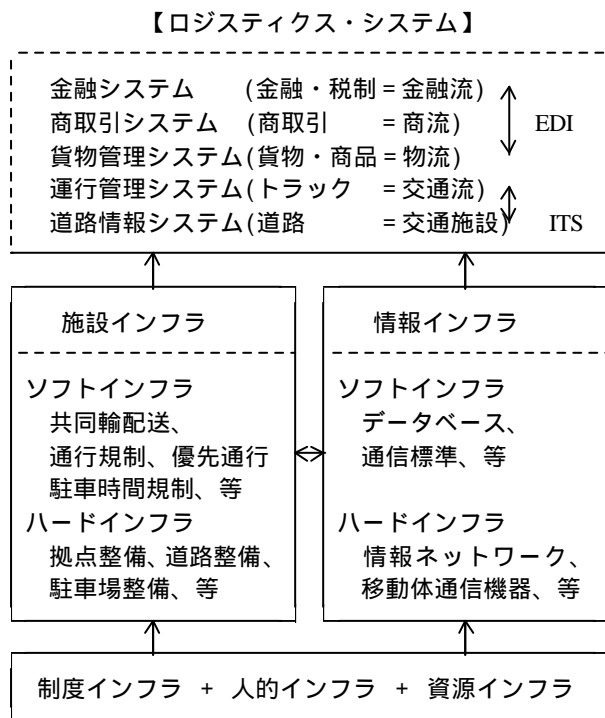 【ロジスティクス・システム】
金融システム (金融・税制=金融流)
商取引システム (商取引 =商流)
EDI
貨物管理システム(貨物・商品=物流)
運行管理システム(トラック =交通流)
道路情報システム(道路 =交通施設)
ITS
施設インフラ
ソフトインフラ
共同輸配送、
通行規制、優先通行
駐車時間規制、等
ハードインフラ
拠点整備、道路整備、
駐車場整備、等
情報インフラ
ソフトインフラ
データベース、
通信標準、等
ハードインフラ
情報ネットワーク、
移動体通信機器、等
制度インフラ + 人的インフラ + 資源インフラ